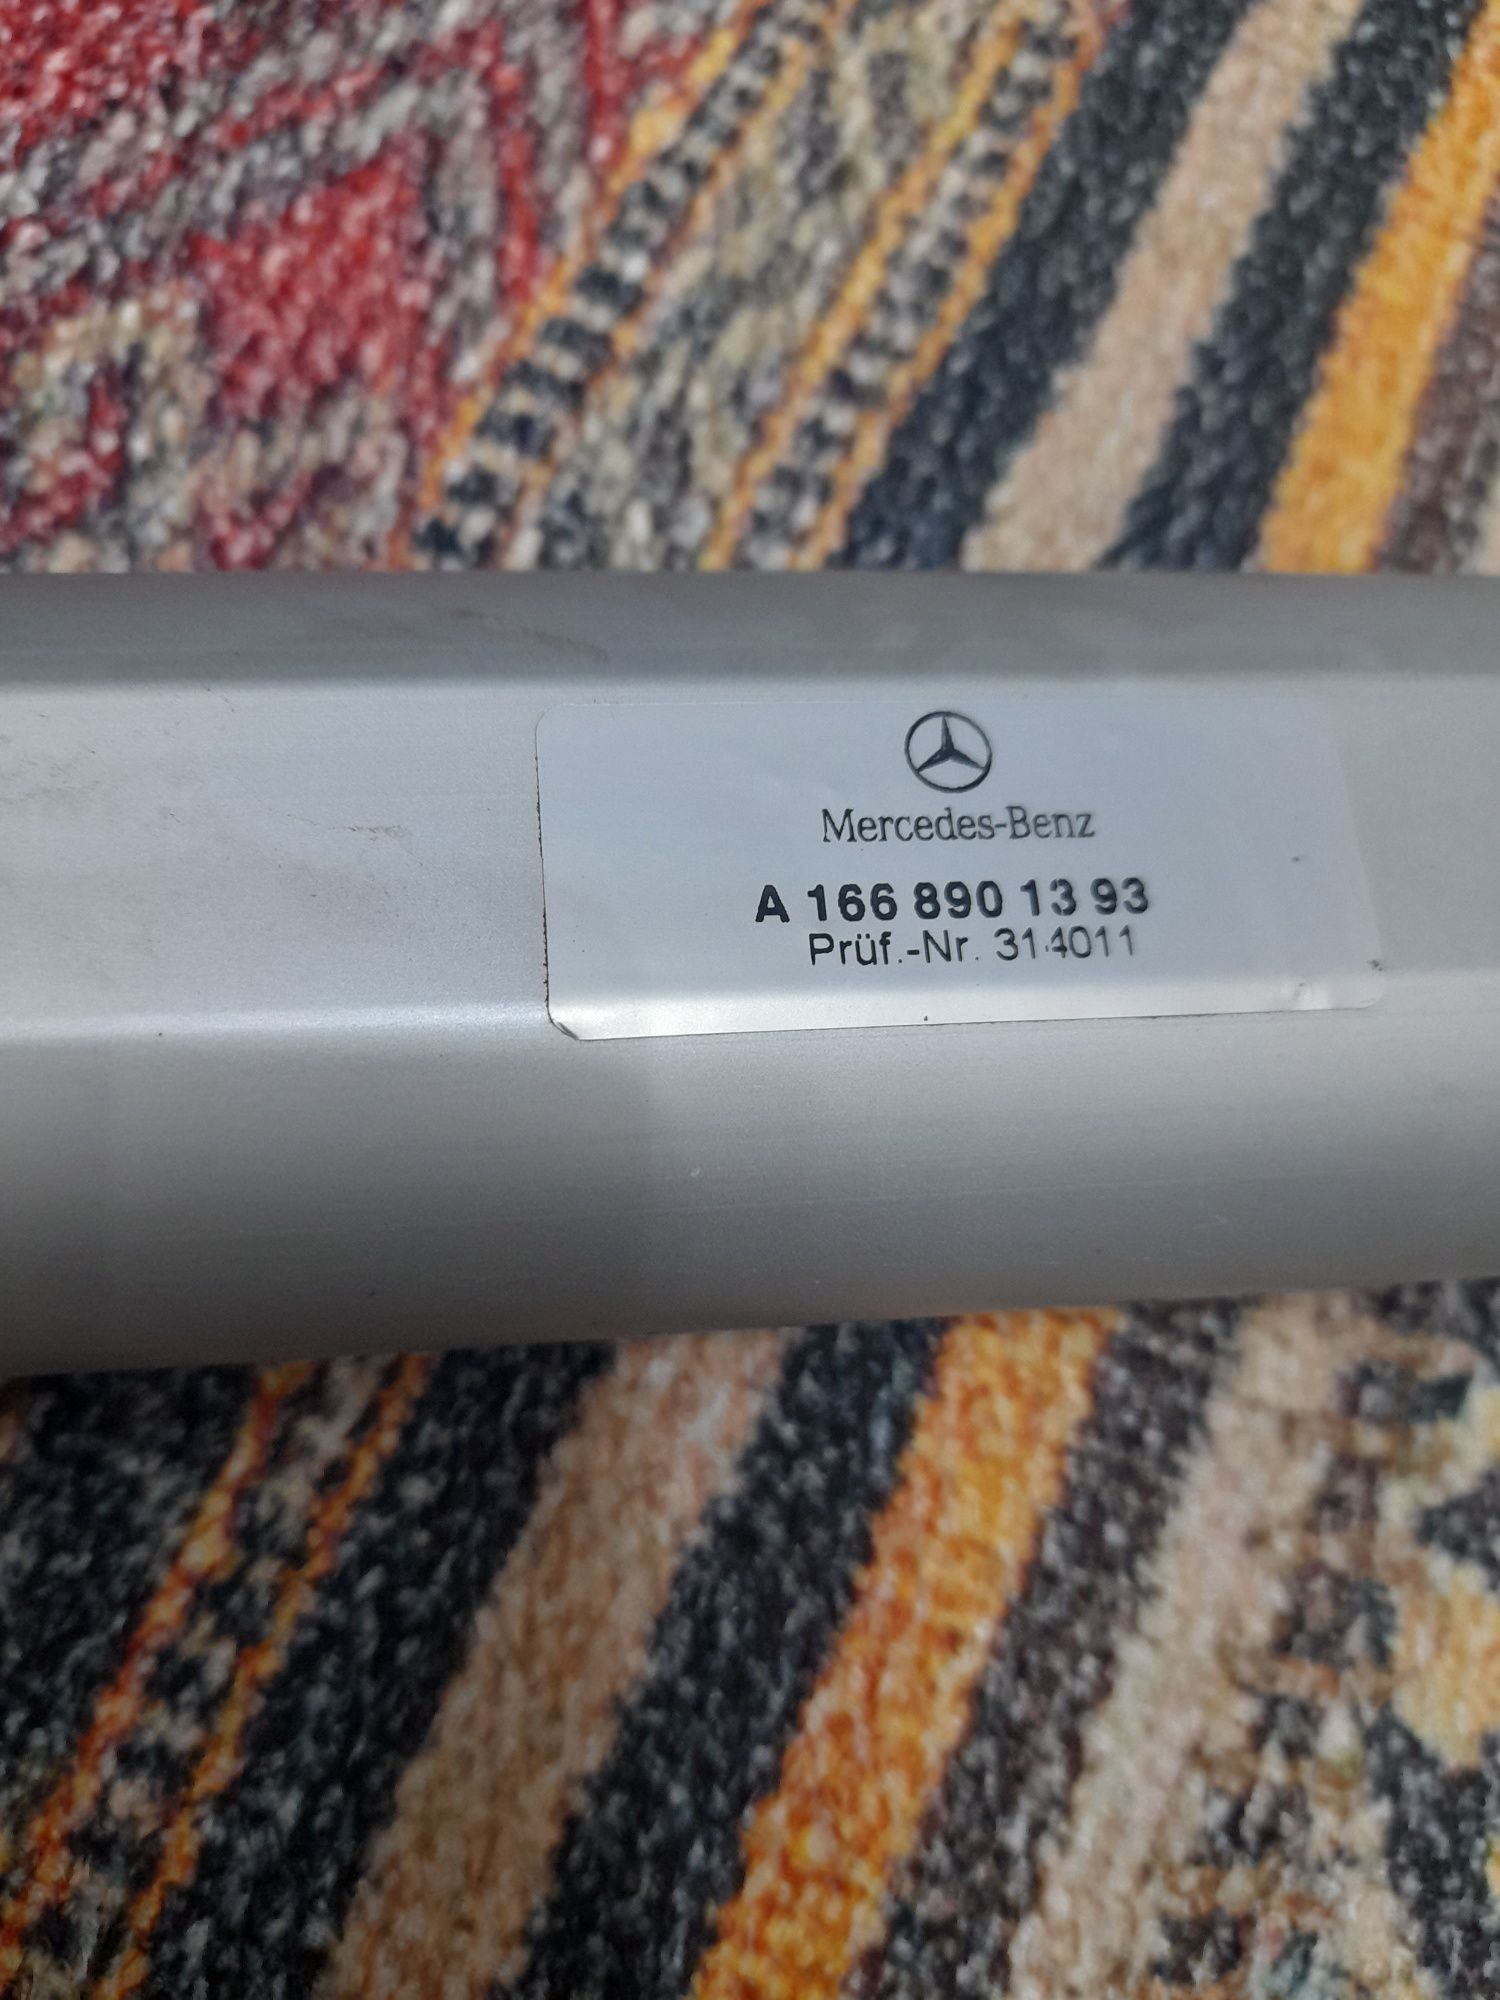 Mercedes-Benz
A 166 890 13 93
Prüf.-Nr. 314011